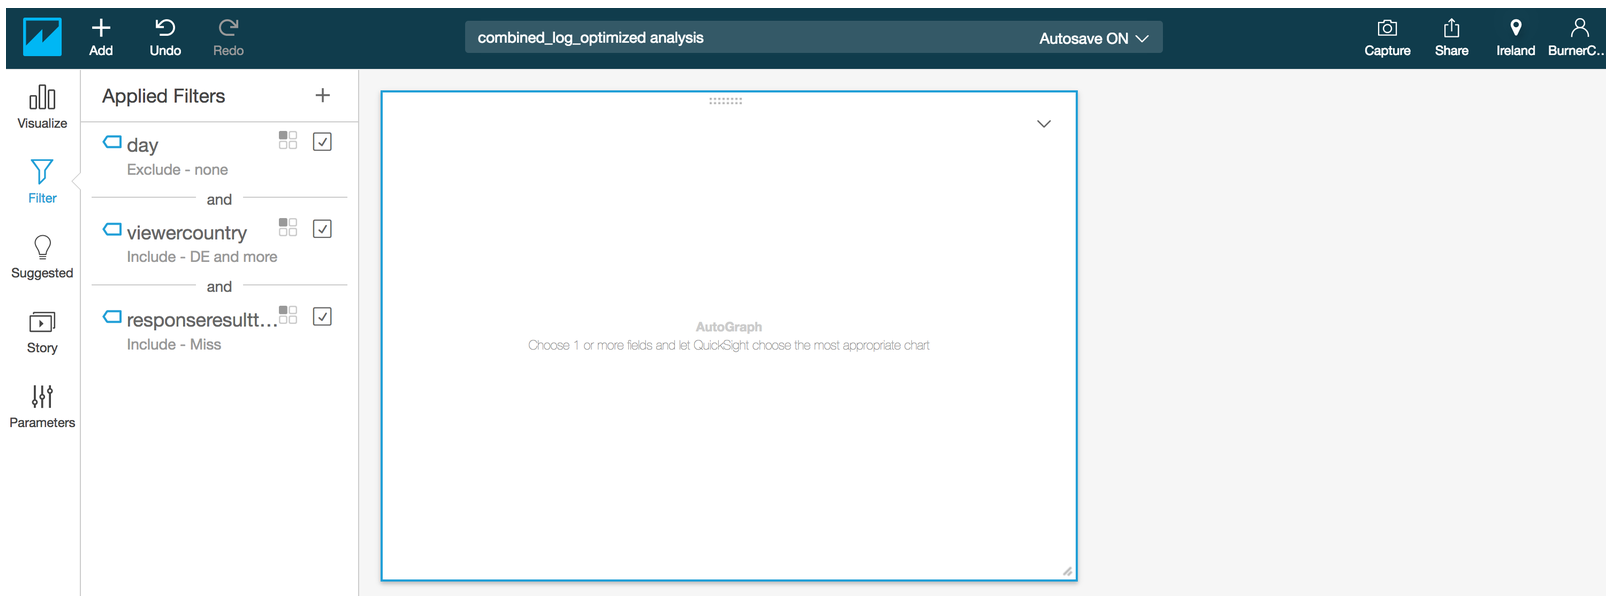 Add
Undo
Redo
combined_log_optimized analysis
Autosave ON
Capture
Share
Ireland
BurnerC...
Visualize
Filter
Suggested
Story
Parameters
Applied Filters
day
Exclude - none
and
viewercountry
Include - DE and more
and
responseresultt...
Include - Miss
AutoGraph
Choose 1 or more fields and let QuickSight choose the most appropriate chart